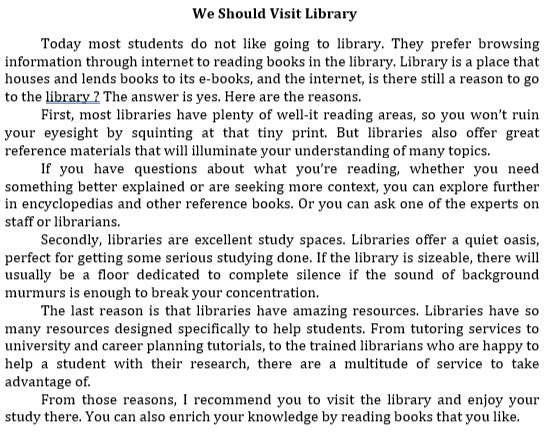 We Should Visit Library
Today most students do not like going to library. They prefer browsing
information through internet to reading books in the library. Library is a place that
houses and lends books to its e-books, and the internet, is there still a reason to go
to the library ? The answer is yes. Here are the reasons.
First, most libraries have plenty of well-it reading areas, so you won't ruin
your eyesight by squinting at that tiny print. But libraries also offer great
reference materials that will illuminate your understanding of many topics.
If you have questions about what you're reading, whether you need
something better explained or are seeking more context, you can explore further
in encyclopedias and other reference books. Or you can ask one of the experts on
staff or librarians.
Secondly, libraries are excellent study spaces. Libraries offer a quiet oasis,
perfect for getting some serious studying done. If the library is sizeable, there will
usually be a floor dedicated to complete silence if the sound of background
murmurs is enough to break your concentration.
The last reason is that libraries have amazing resources. Libraries have so
many resources designed specifically to help students. From tutoring services to
university and career planning tutorials, to the trained librarians who are happy to
help a student with their research, there are a multitude of service to take
advantage of.
From those reasons, I recommend you to visit the library and enjoy your
study there. You can also enrich your knowledge by reading books that you like.